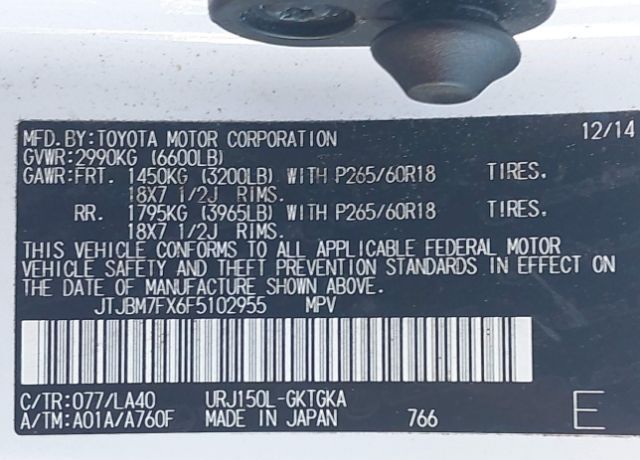 MFD.BY:TOYOTA MOTOR CORPORATION 12/14
GVWR:2990KG (6600LB)
GAWR:FRT. 1450KG (3200LB) WITH P265/60R18 TIRES.
18X7 1/2J RIMS.
RR. 1795KG (3965LB) WITH P265/60R18 TIRES.
18X7 1/2J RIMS.
THIS VEHICLE CONFORMS TO ALL APPLICABLE FEDERAL MOTOR
VEHICLE SAFETY AND THEFT PREVENTION STANDARDS IN EFFECT ON
THE DATE OF MANUFACTURE SHOWN ABOVE.
JTJBM7FX6F5102955 MPV
C/TR:077/LA40 URJ150L-GKTGKA
A/TM:A01A/A760F MADE IN JAPAN 766 E